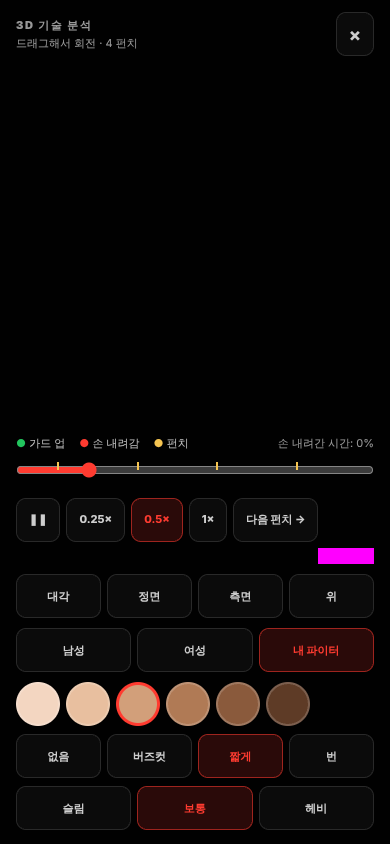 3D 기술 분석
드래그해서 회전 · 4 펀치
×
가드 업 손 내려감 펀치 손 내려간 시간: 0%
0.25× 0.5× 1× 다음 펀치 →
대각 정면 측면 위
남성 여성 내 파이터
없음 버즈컷 짧게 번
슬림 보통 헤비